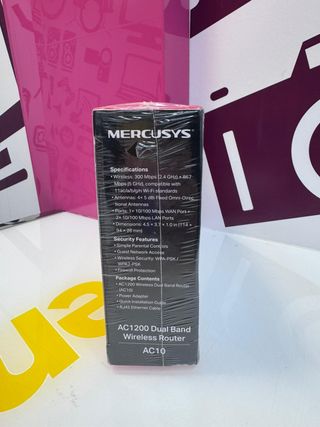 MERCUSYS
Specifications
• Wireless: 300 Mbps (2.4 GHz) + 867
Mbps (5 GHz), compatible with
11ac/a/b/g/n Wi-Fi standards
• Antennas: 4× 5 dBi Fixed Omni-Direc
tional Antennas
• Ports: 1× 10/100 Mbps WAN Port +
2× 10/100 Mbps LAN Ports
• Dimensions: 4.5 × 3.7 × 1.0 in (114
× 94 × 26 mm)
Security Features
• Simple Parental Controls
• Guest Network Access
• Wireless Security: WPA-PSK /
WPA2-PSK
• Firewall Protection
Package Contents
• AC1200 Wireless Dual Band Router
(AC10)
• Power Adapter
• Quick Installation Guide
• RJ45 Ethernet Cable
AC1200 Dual Band
Wireless Router
AC10